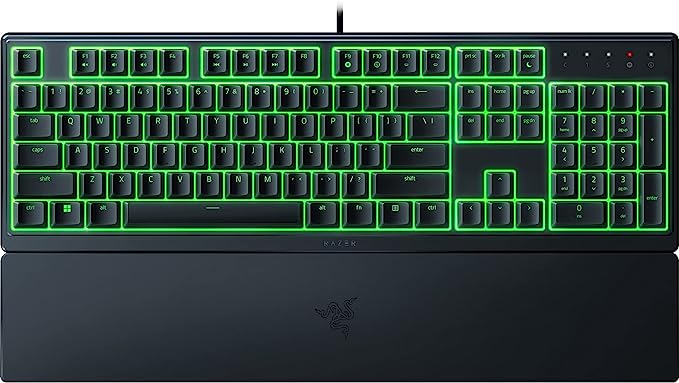 esc F1 F2 F3 F4 F5 F6 F7 F8 F9 F10 F11 F12 prt sc scr lk pause
` ~ 1 ! 2 @ 3 # 4 $ 5 % 6 ^ 7 & 8 * 9 ( 0 ) - _ = + ← ins home pg up num lk / * -
tab Q W E R T Y U I O P [ { ] } \ | del end pg dn 7 home 8 ^ 9 pg up +
caps A S D F G H J K L ; : ' " enter 4 < 5 6 >
shift Z X C V B N M , < . > / ? shift ^ 1 end 2 v 3 pg dn enter
ctrl alt alt fn ctrl < v > 0 ins . del
RAZER